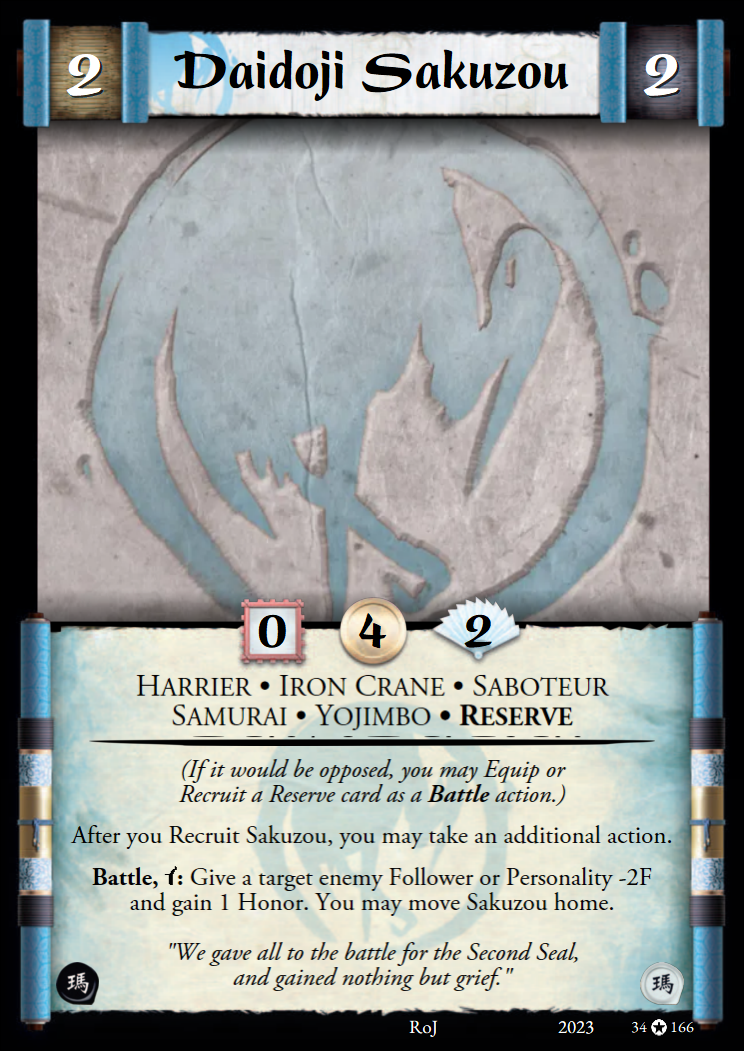 2 Daidoji Sakuzou 2
0 4 2
HARRIER • IRON CRANE • SABOTEUR
SAMURAI • YOJIMBO • RESERVE
(If it would be opposed, you may Equip or
Recruit a Reserve card as a Battle action.)
After you Recruit Sakuzou, you may take an additional action.
Battle, : Give a target enemy Follower or Personality -2F
and gain 1 Honor. You may move Sakuzou home.
"We gave all to the battle for the Second Seal,
and gained nothing but grief."
瑪 瑪
RoJ 2023 34 166